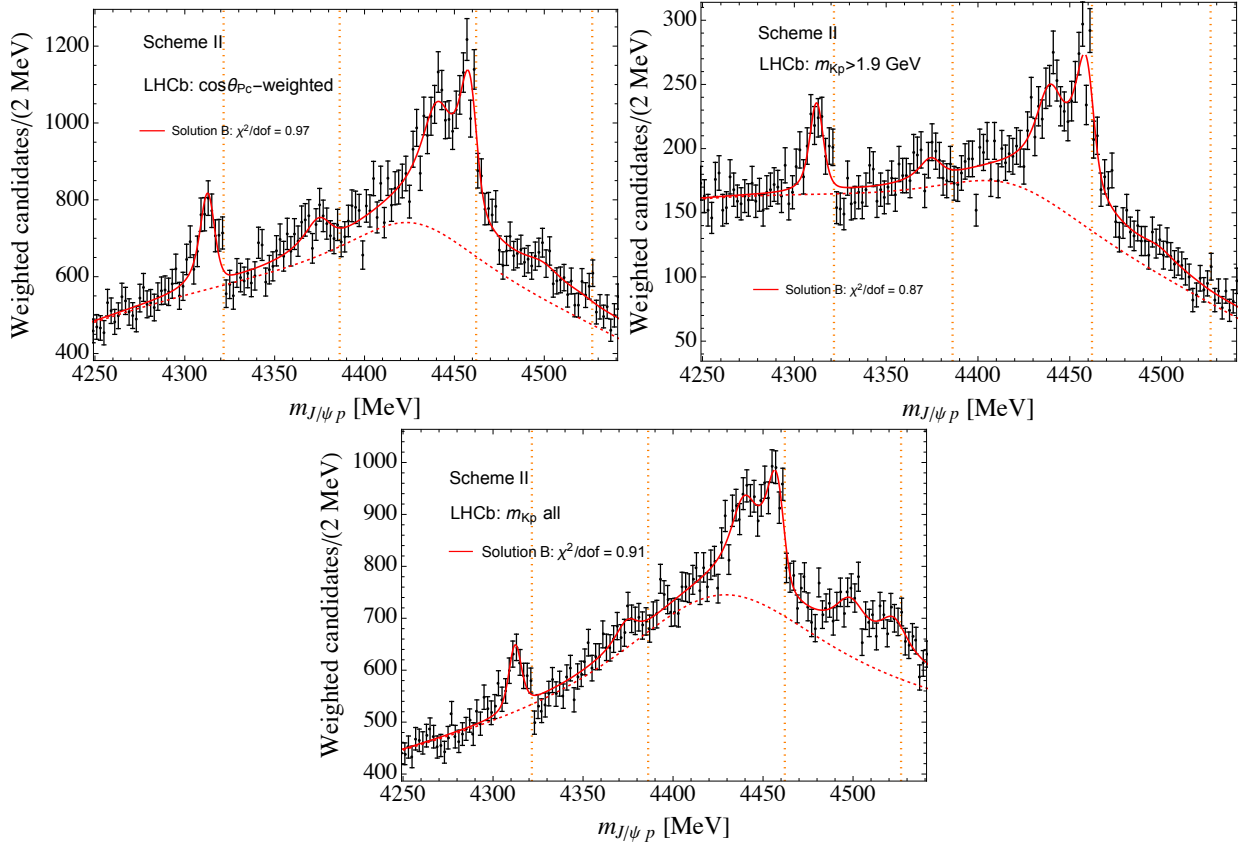 Scheme II
LHCb: cosθPc-weighted
Solution B: χ²/dof = 0.97
1200
1000
800
600
400
Weighted candidates/(2 MeV)
4250 4300 4350 4400 4450 4500
mJ/ψ p [MeV]
Scheme II
LHCb: mKp>1.9 GeV
Solution B: χ²/dof = 0.87
300
250
200
150
100
50
Weighted candidates/(2 MeV)
4250 4300 4350 4400 4450 4500
mJ/ψ p [MeV]
Scheme II
LHCb: mKp all
Solution B: χ²/dof = 0.91
1000
900
800
700
600
500
400
Weighted candidates/(2 MeV)
4250 4300 4350 4400 4450 4500
mJ/ψ p [MeV]